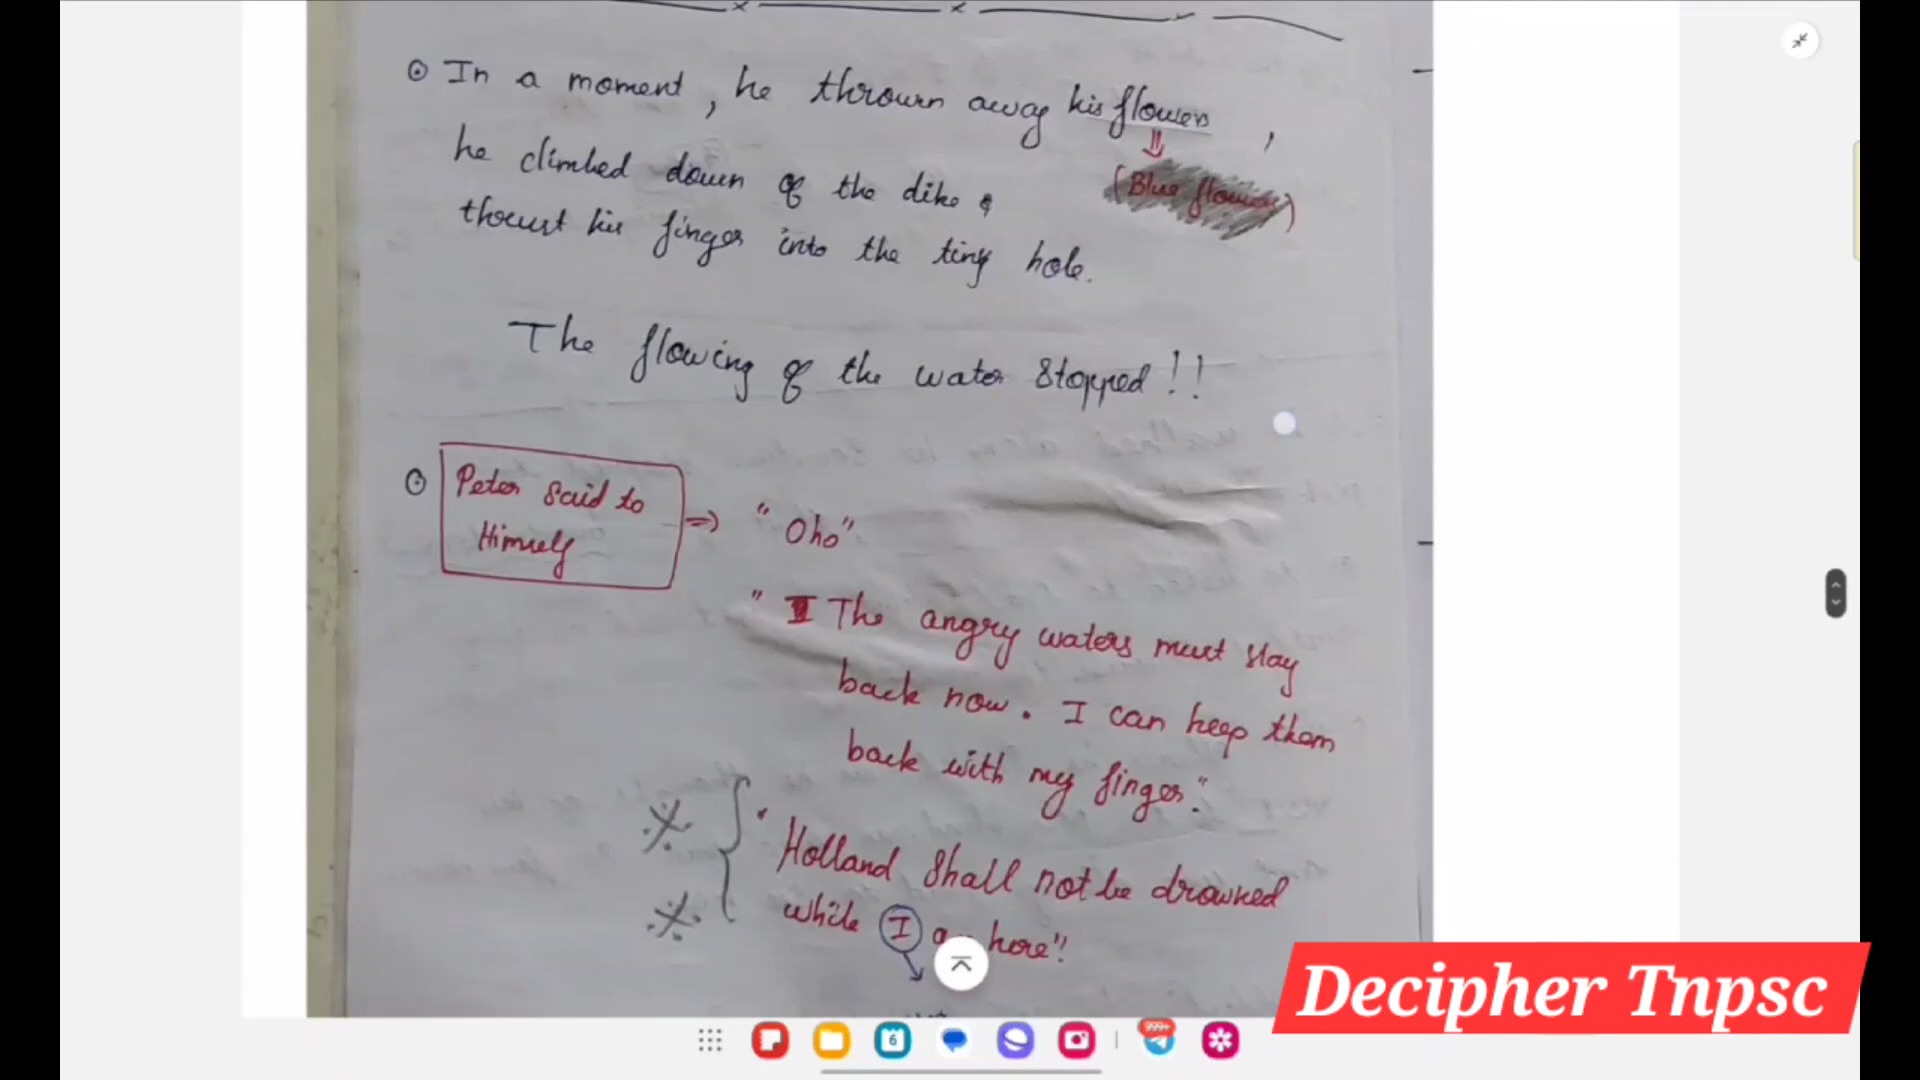 In a moment, he thrown away his flowers,
(Blue flowers)
he climbed down of the dike &
thrust his finger into the tiny hole.
The flowing of the water stopped!!
Peter said to
Himself
⇒ "Oho"
"The angry waters must stay
back now. I can keep them
back with my finger."
"Holland Shall not be drowned
while I here"!
Decipher Tnpsc
6
999+